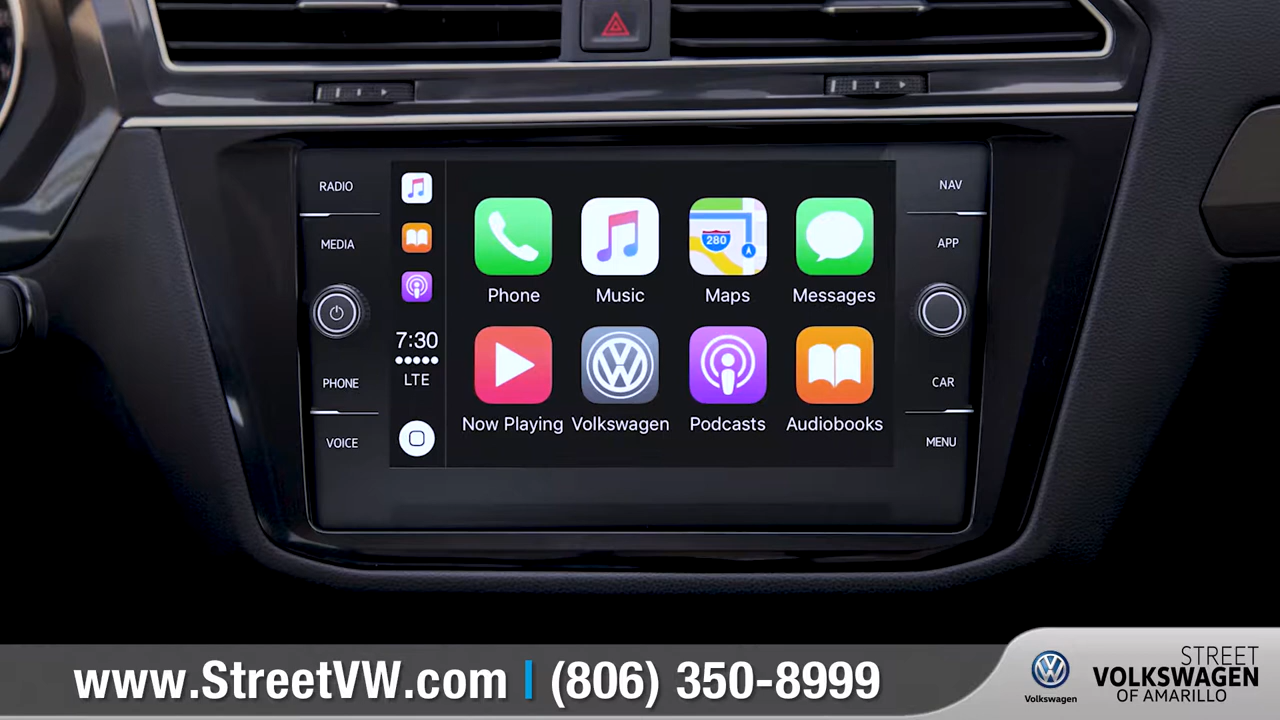 RADIO
MEDIA
PHONE
VOICE
7:30
LTE
Phone Music Maps Messages
280
Now Playing Volkswagen Podcasts Audiobooks
NAV
APP
CAR
MENU
www.StreetVW.com | (806) 350-8999
Volkswagen
STREET
VOLKSWAGEN
OF AMARILLO